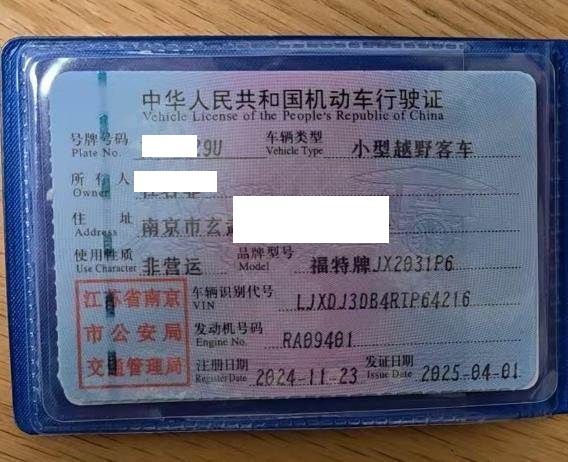 中华人民共和国机动车行驶证
Vehicle License of the People's Republic of China
号牌号码 Z9U 车辆类型 小型越野客车
Plate No. Vehicle Type
所有人
Owner
住址 南京市玄武
Address
使用性质 非营运 品牌型号 福特牌JX2031P6
Use Character Model
江苏省南京市公安局交通管理局
车辆识别代号 LJXDJ3DB4RTP64216
VIN
发动机号码 RA09401
Engine No.
注册日期 2024-11-23 发证日期 2025-04-01
Register Date Issue Date